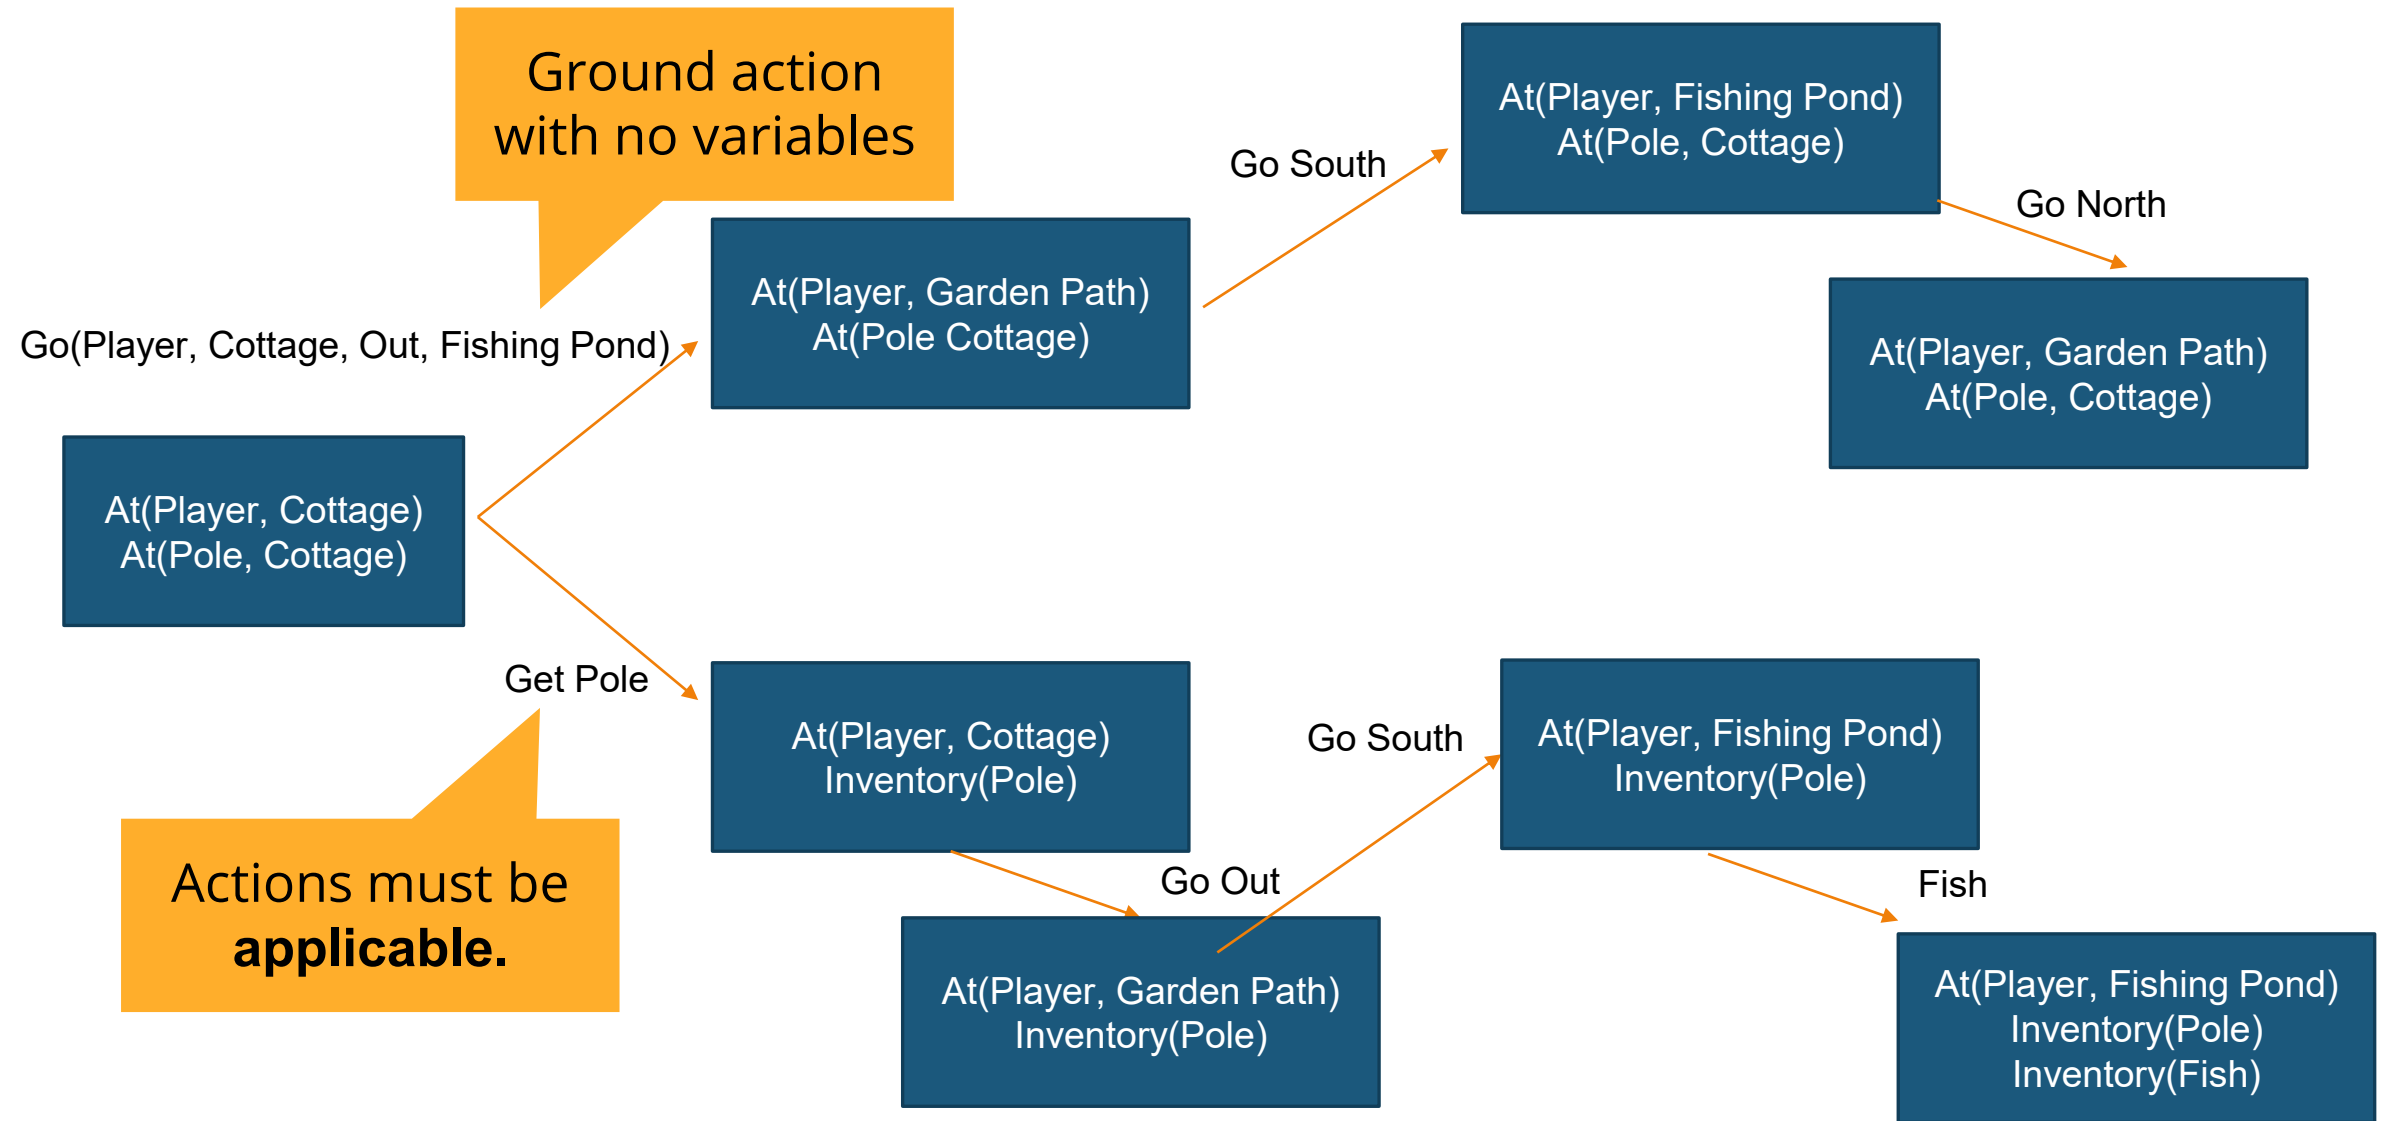 Ground action
with no variables
Go(Player, Cottage, Out, Fishing Pond)
At(Player, Cottage)
At(Pole, Cottage)
At(Player, Garden Path)
At(Pole Cottage)
Go South
At(Player, Fishing Pond)
At(Pole, Cottage)
Go North
At(Player, Garden Path)
At(Pole, Cottage)
Get Pole
Actions must be
applicable.
At(Player, Cottage)
Inventory(Pole)
Go Out
At(Player, Garden Path)
Inventory(Pole)
Go South
At(Player, Fishing Pond)
Inventory(Pole)
Fish
At(Player, Fishing Pond)
Inventory(Pole)
Inventory(Fish)